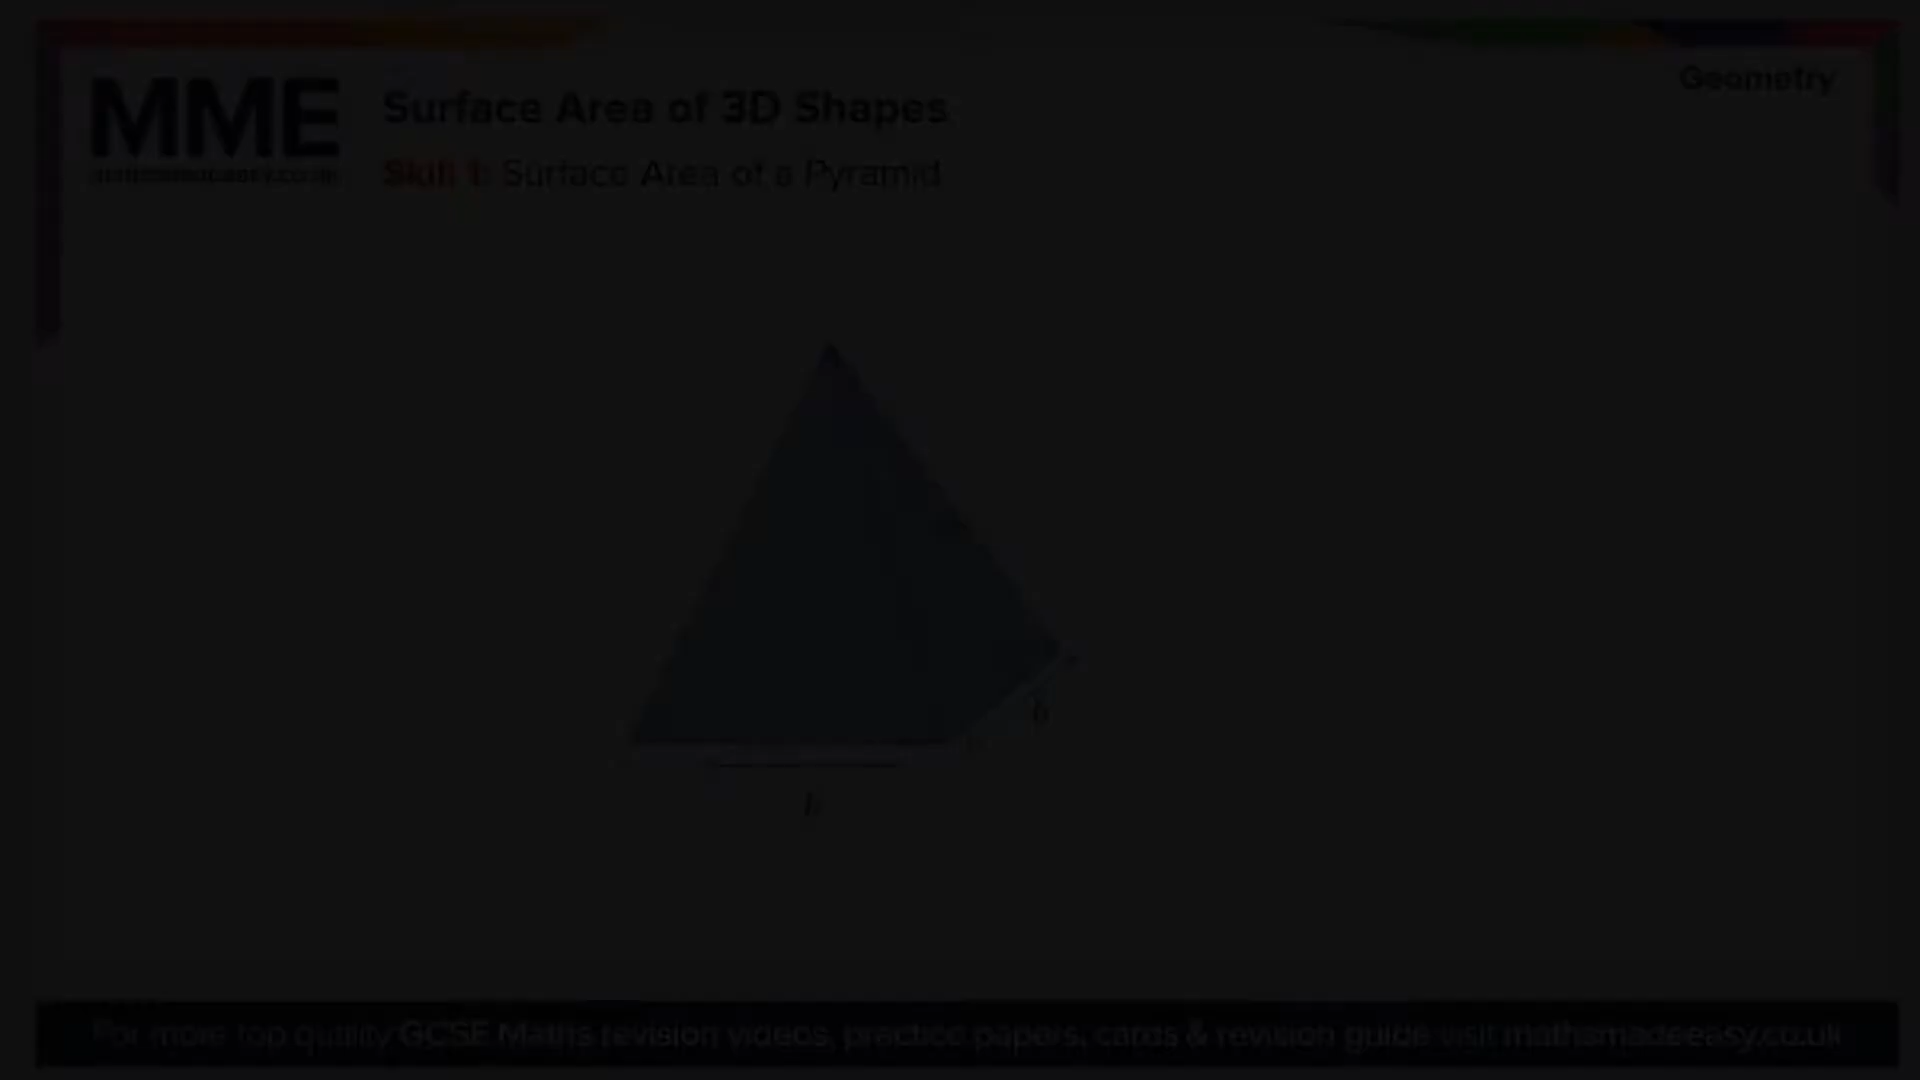 Geometry
MME
Surface Area of 3D Shapes
Skill 1: Surface Area of a Pyramid
b
b
For more top quality GCSE Maths revision videos, practice papers, cards & revision guide visit mathsmadeeasy.co.uk